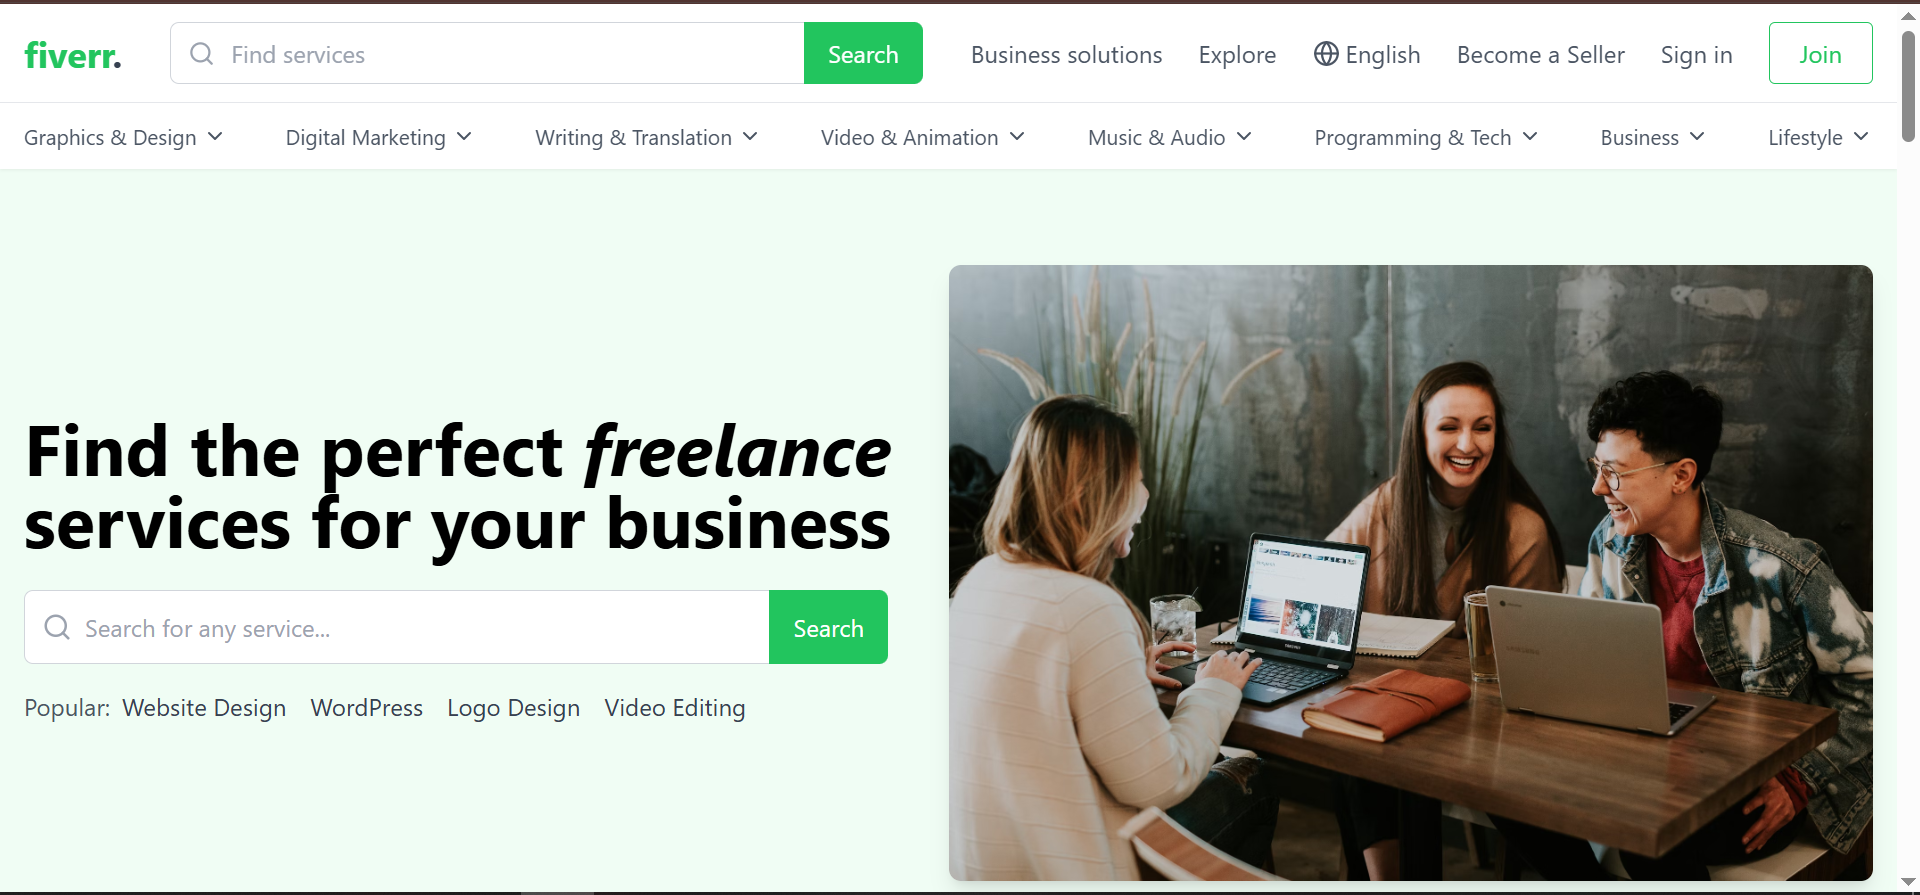 fiverr.
Find services
Search
Business solutions
Explore
English
Become a Seller
Sign in
Join
Graphics & Design
Digital Marketing
Writing & Translation
Video & Animation
Music & Audio
Programming & Tech
Business
Lifestyle
Find the perfect freelance
services for your business
Search for any service...
Search
Popular: Website Design WordPress Logo Design Video Editing